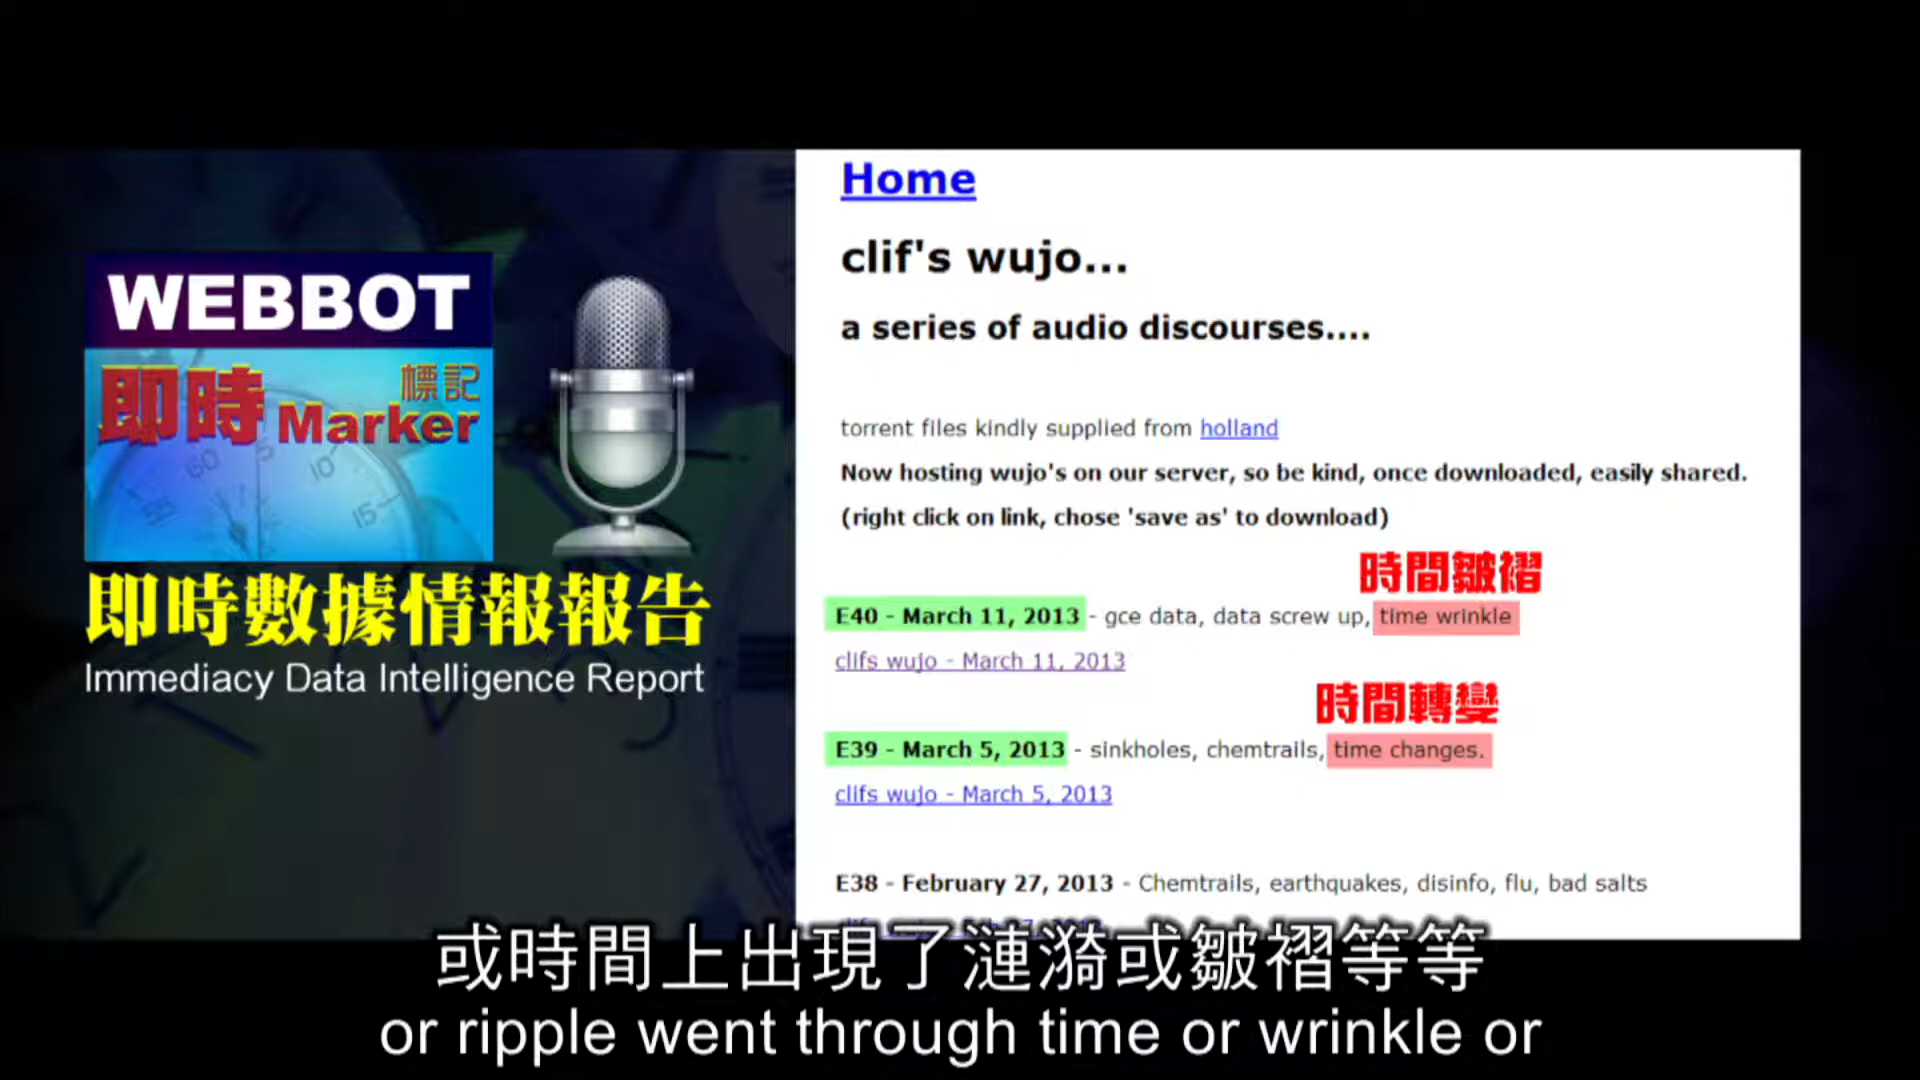 WEBBOT
即時 標記
Marker
即時數據情報報告
Immediacy Data Intelligence Report
Home
clif's wujo...
a series of audio discourses....
torrent files kindly supplied from holland
Now hosting wujo's on our server, so be kind, once downloaded, easily shared.
(right click on link, chose 'save as' to download)
時間皺褶
E40 - March 11, 2013 - gce data, data screw up, time wrinkle
clifs wujo - March 11, 2013
時間轉變
E39 - March 5, 2013 - sinkholes, chemtrails, time changes.
clifs wujo - March 5, 2013
E38 - February 27, 2013 - Chemtrails, earthquakes, disinfo, flu, bad salts
或時間上出現了漣漪或皺褶等等
or ripple went through time or wrinkle or